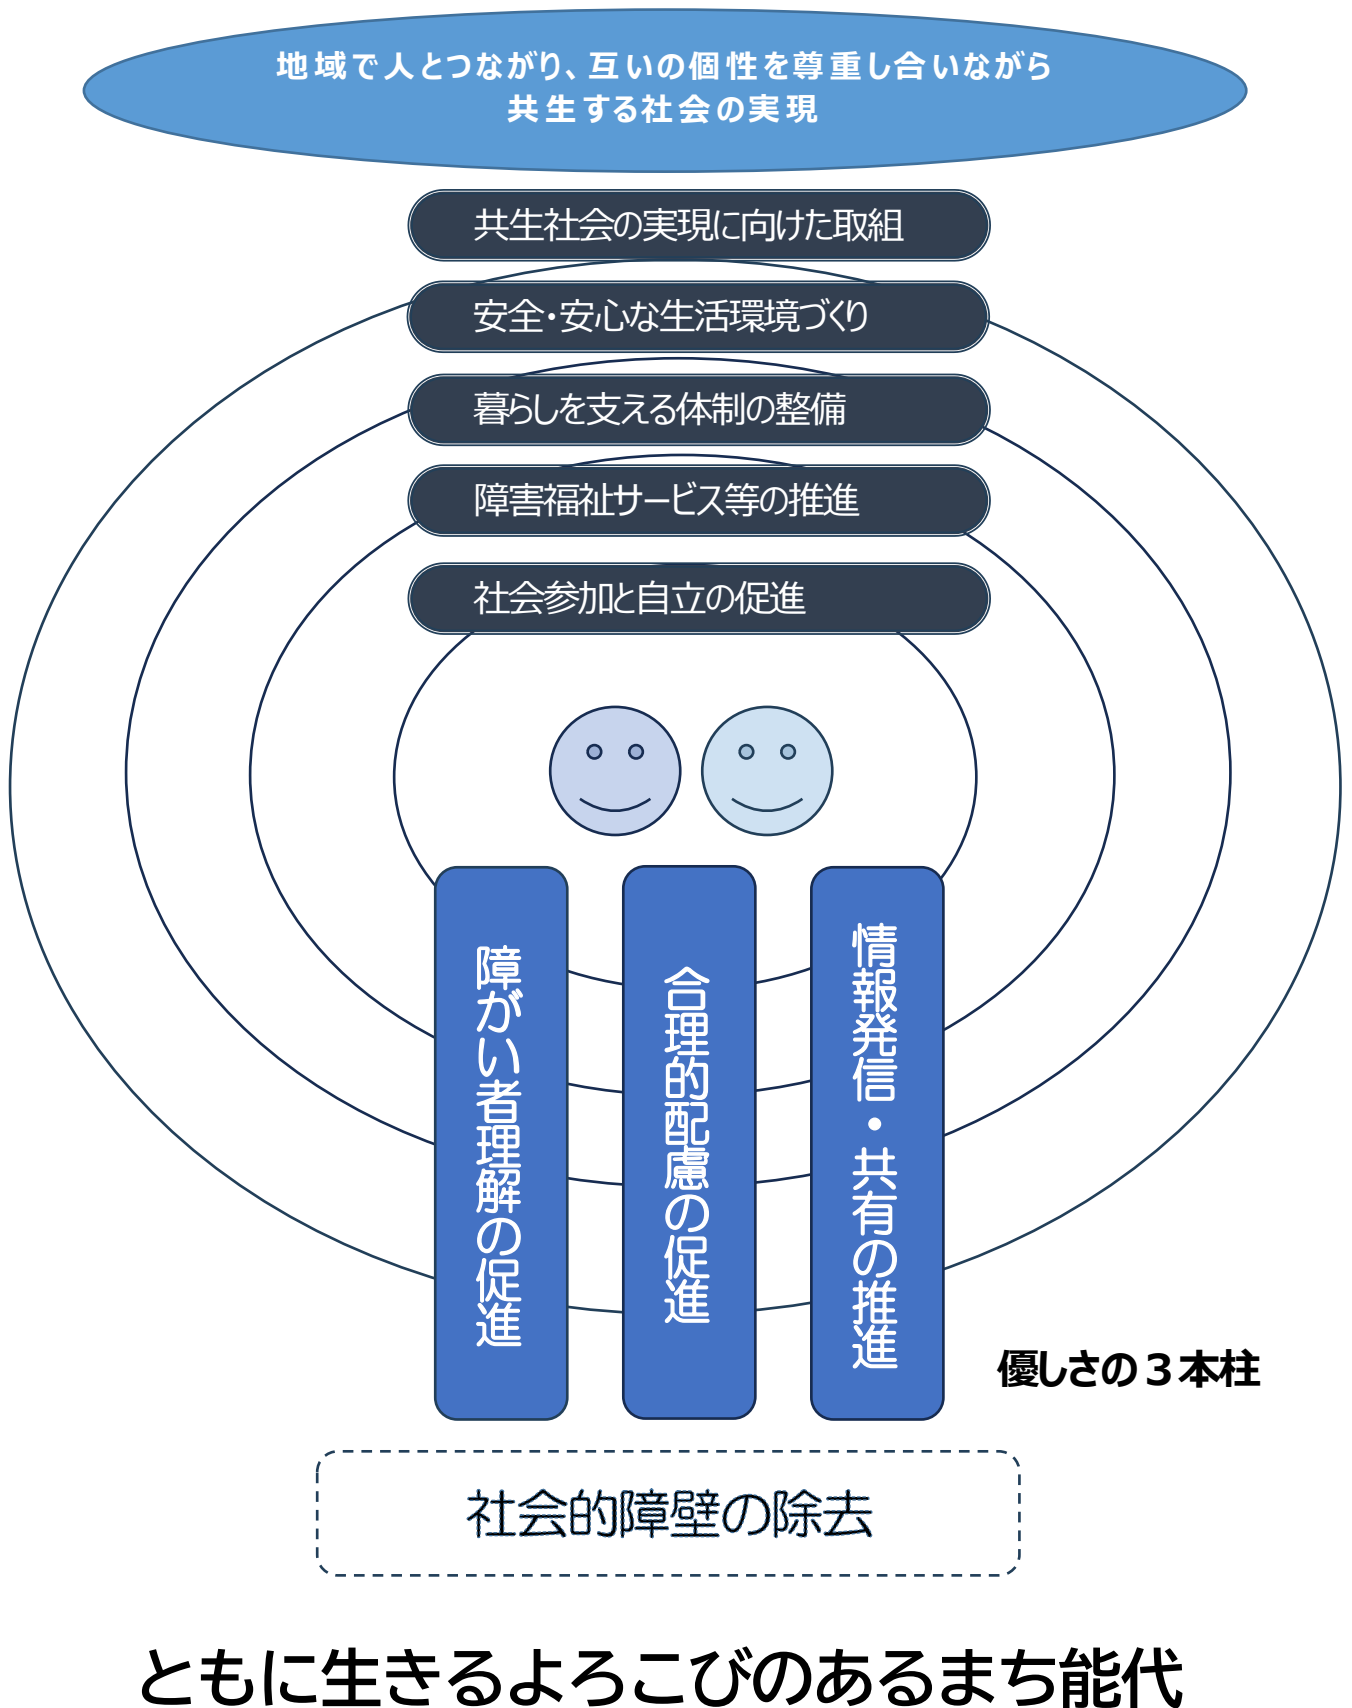 地域で人とつながり、互いの個性を尊重し合いながら
共生する社会の実現
共生社会の実現に向けた取組
安全・安心な生活環境づくり
暮らしを支える体制の整備
障害福祉サービス等の推進
社会参加と自立の促進
障がい者理解の促進
合理的配慮の促進
情報発信・共有の推進
優しさの３本柱
社会的障壁の除去
ともに生きるよろこびのあるまち能代